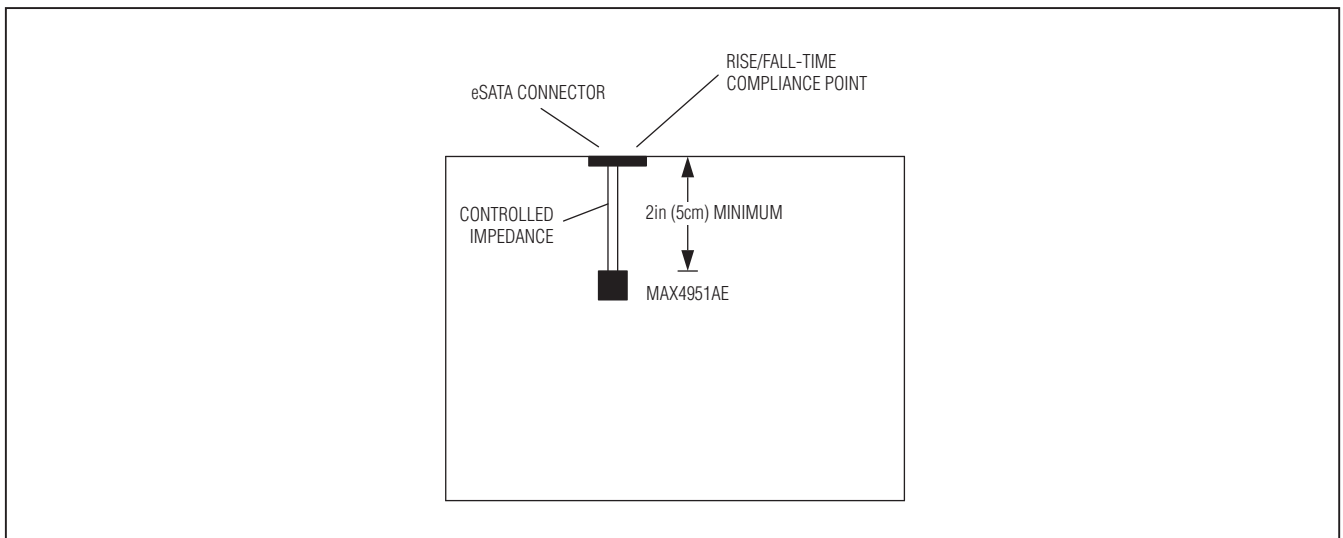 RISE/FALL-TIME
COMPLIANCE POINT
eSATA CONNECTOR
CONTROLLED
IMPEDANCE
2in (5cm) MINIMUM
MAX4951AE